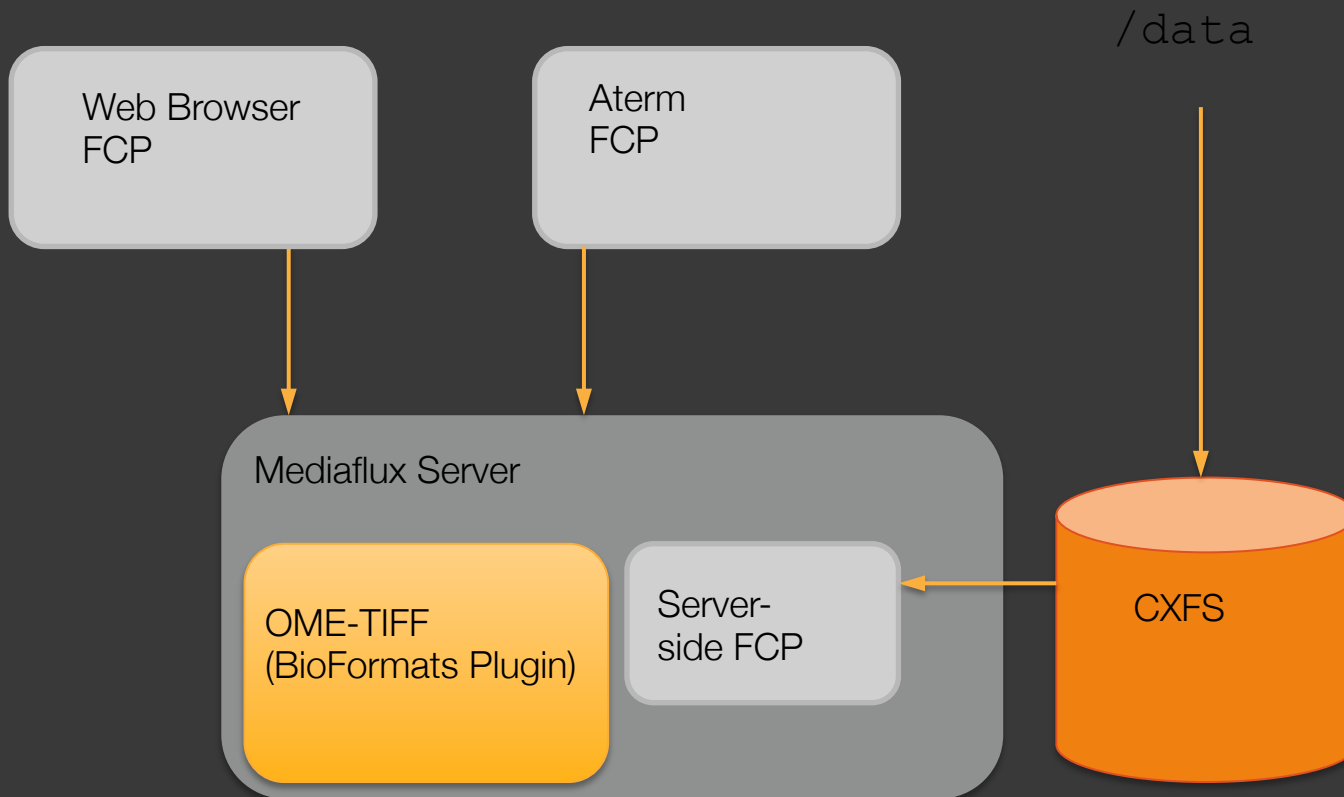 /data
Web Browser
FCP
Aterm
FCP
Mediaflux Server
OME-TIFF
(BioFormats Plugin)
Server-
side FCP
CXFS